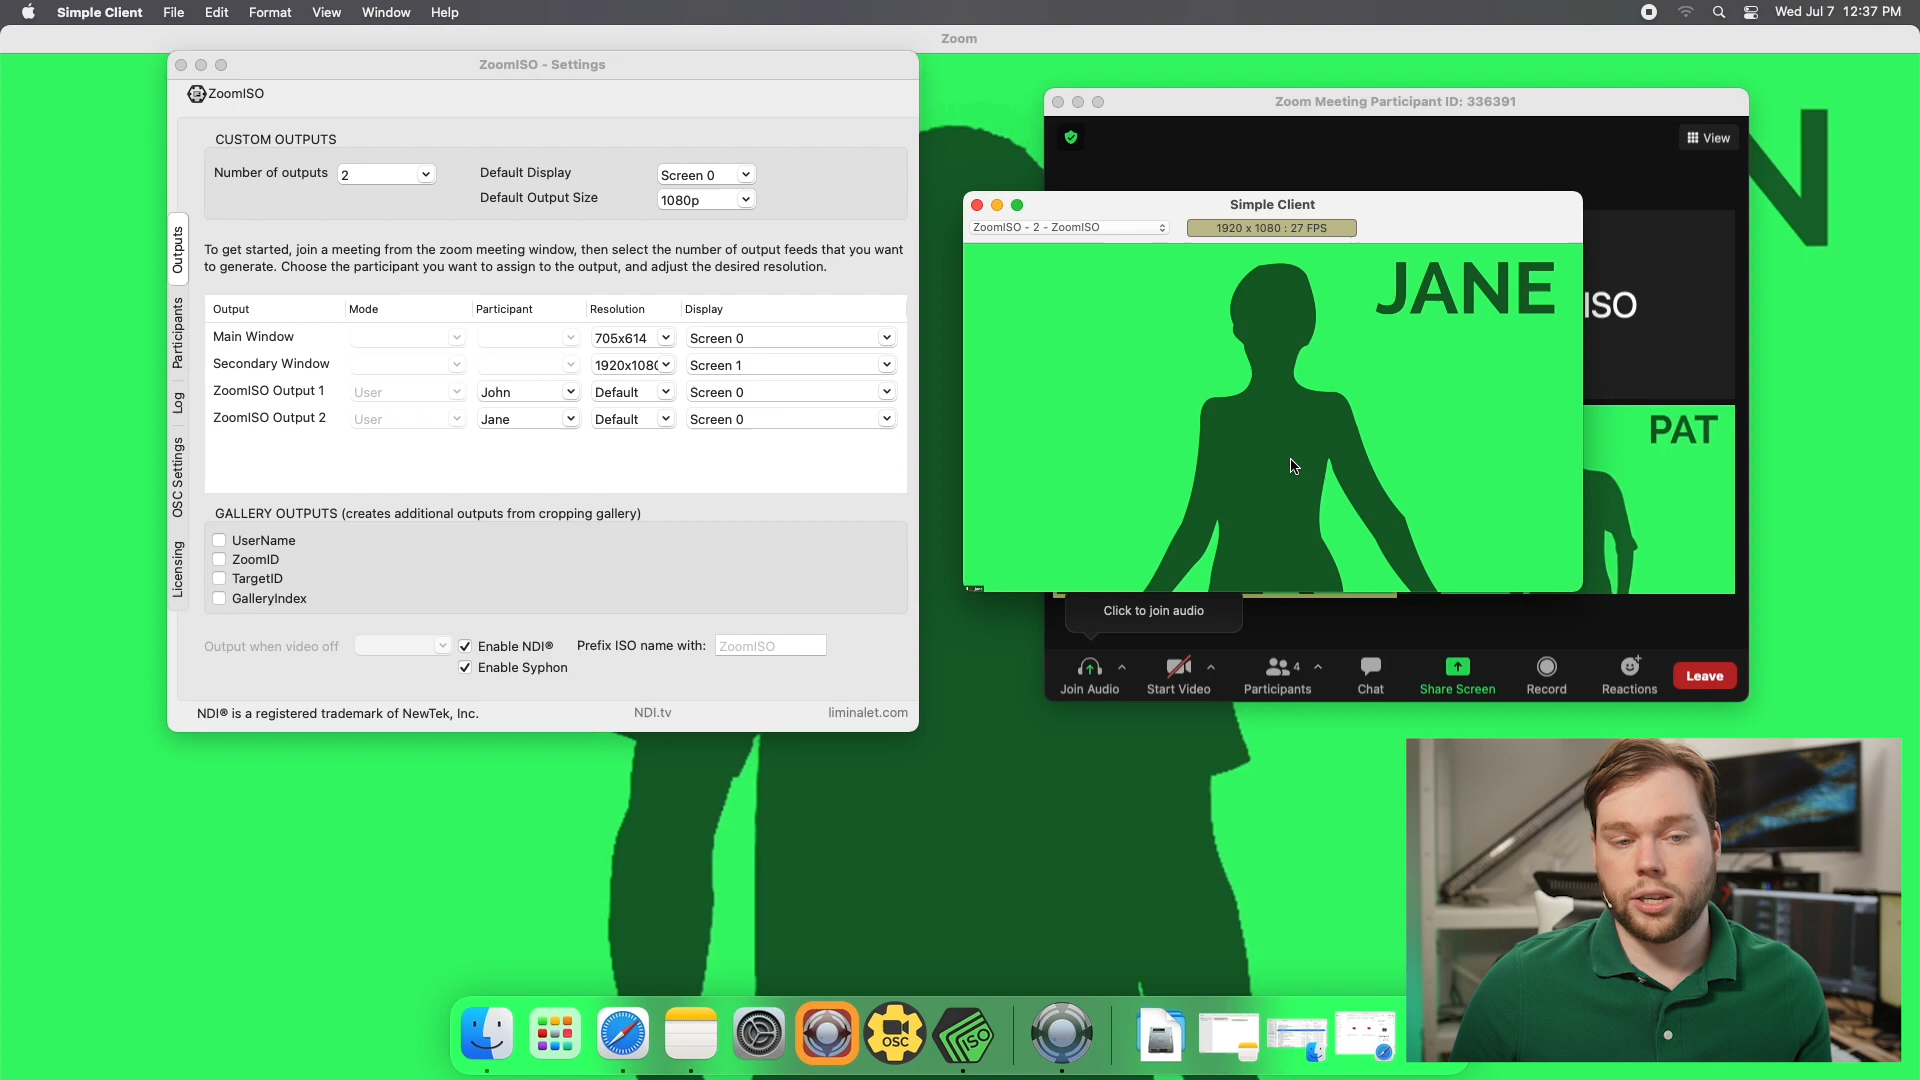 Simple Client File Edit Format View Window Help
Wed Jul 7 12:37 PM
Zoom
ZoomISO - Settings
ZoomISO
CUSTOM OUTPUTS
Number of outputs 2
Default Display Screen 0
Default Output Size 1080p
Outputs
Participants
Log
OSC Settings
Licensing
To get started, join a meeting from the zoom meeting window, then select the number of output feeds that you want
to generate. Choose the participant you want to assign to the output, and adjust the desired resolution.
Output Mode Participant Resolution Display
Main Window 705x614 Screen 0
Secondary Window 1920x1080 Screen 1
ZoomISO Output 1 User John Default Screen 0
ZoomISO Output 2 User Jane Default Screen 0
GALLERY OUTPUTS (creates additional outputs from cropping gallery)
UserName
ZoomID
TargetID
GalleryIndex
Output when video off
Enable NDI®
Prefix ISO name with: ZoomISO
Enable Syphon
NDI® is a registered trademark of NewTek, Inc.
NDI.tv
liminalet.com
Zoom Meeting Participant ID: 336391
View
Simple Client
ZoomISO - 2 - ZoomISO
1920 x 1080 : 27 FPS
JANE
ISO
PAT
N
Click to join audio
Join Audio
Start Video
4
Participants
Chat
Share Screen
Record
Reactions
Leave
OSC
ISO